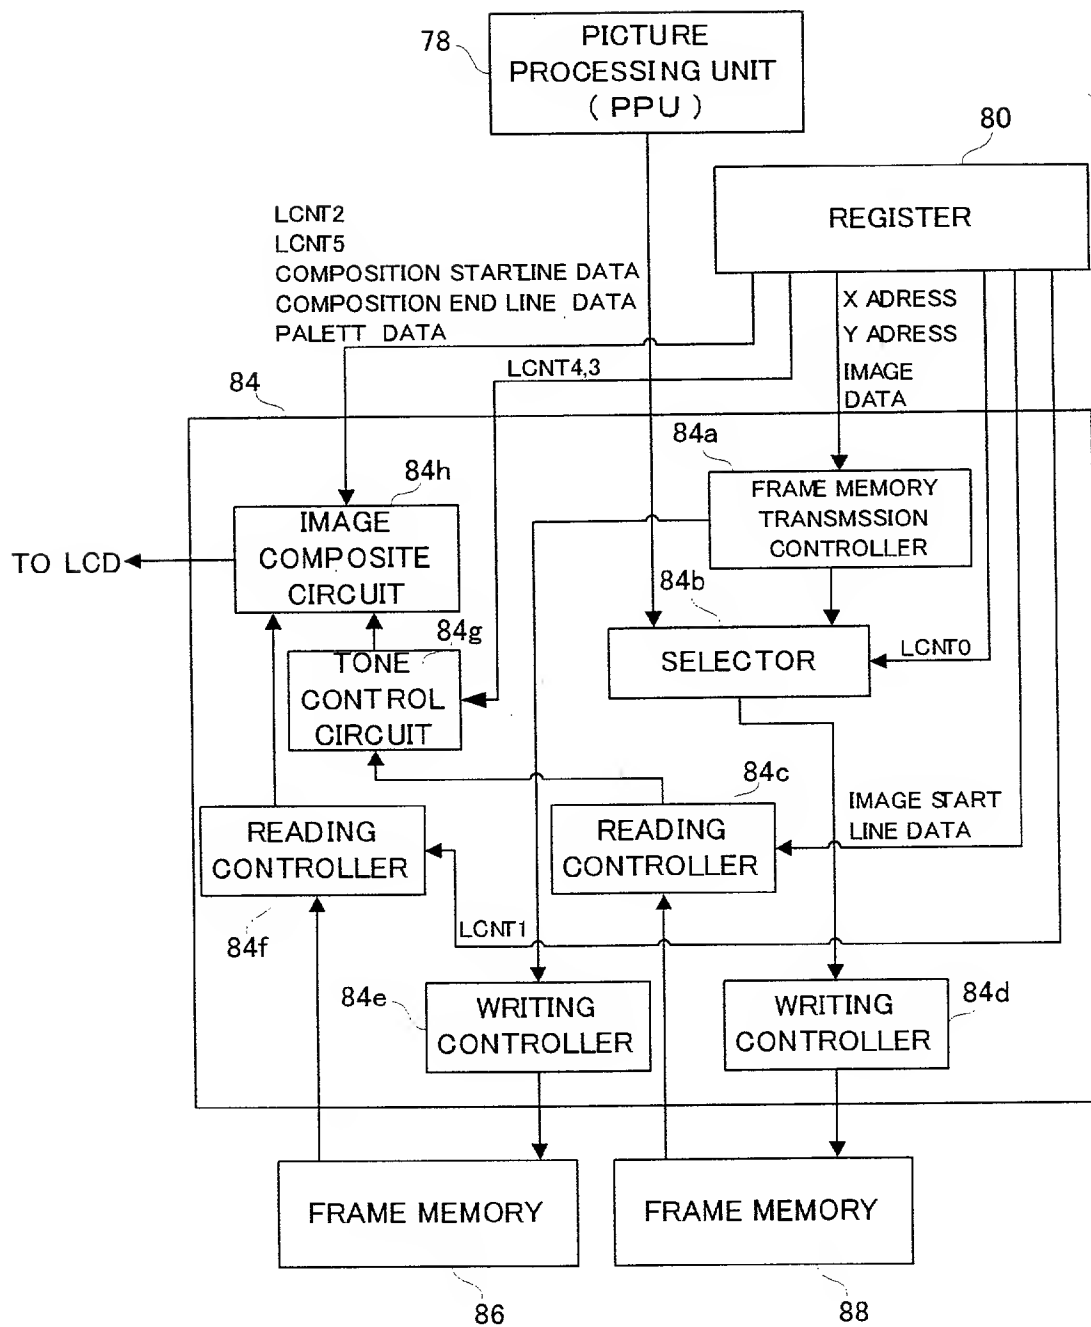 78
PICTURE
PROCESSING UNIT
( PPU )
80
REGISTER
LCNT2
LCNT5
COMPOSITION STARTLINE DATA
COMPOSITION END LINE DATA
PALETT DATA
X ADRESS
Y ADRESS
IMAGE
DATA
LCNT4,3
84
84a
FRAME MEMORY
TRANSMSSION
CONTROLLER
84h
IMAGE
COMPOSITE
CIRCUIT
TO LCD
84b
SELECTOR
LCNT0
84g
TONE
CONTROL
CIRCUIT
84c
READING
CONTROLLER
IMAGE START
LINE DATA
READING
CONTROLLER
84f
LCNT1
84e
WRITING
CONTROLLER
WRITING
CONTROLLER
84d
FRAME MEMORY
FRAME MEMORY
86
88